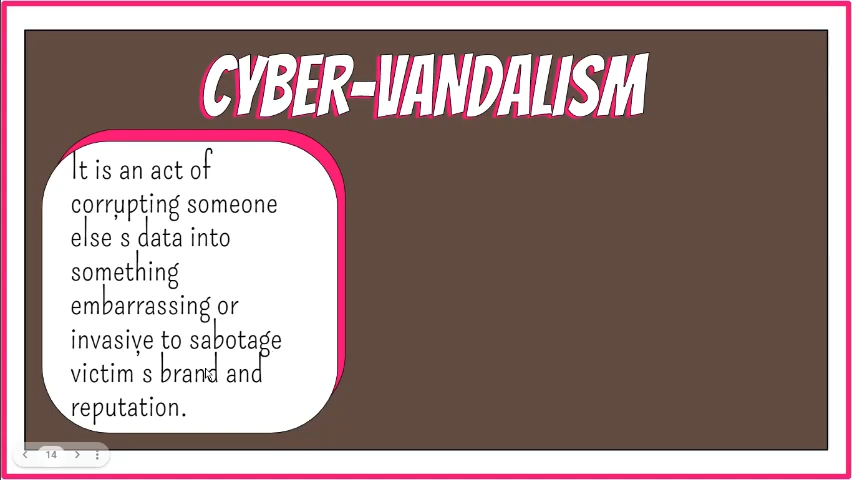 CYBER-VANDALISM
It is an act of
corrupting someone
else's data into
something
embarrassing or
invasive to sabotage
victim's brand and
reputation.
14